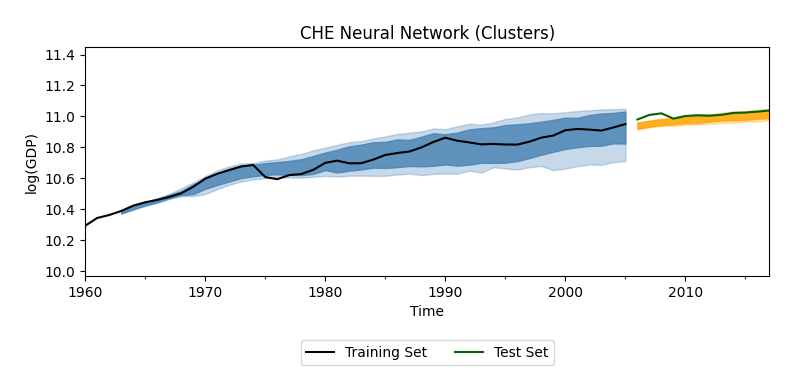 CHE Neural Network (Clusters)
11.4
11.2
11.0
10.8
10.6
10.4
10.2
10.0
log(GDP)
1960 1970 1980 1990 2000 2010
Time
Training Set Test Set